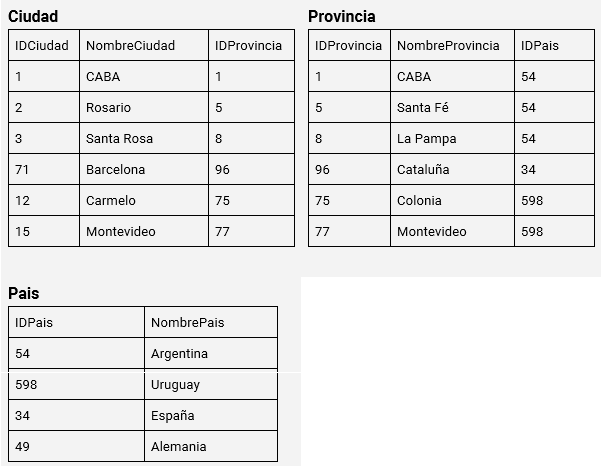 Ciudad
IDCiudad NombreCiudad IDProvincia
1 CABA 1
2 Rosario 5
3 Santa Rosa 8
71 Barcelona 96
12 Carmelo 75
15 Montevideo 77
Provincia
IDProvincia NombreProvincia IDPais
1 CABA 54
5 Santa Fé 54
8 La Pampa 54
96 Cataluña 34
75 Colonia 598
77 Montevideo 598
Pais
IDPais NombrePais
54 Argentina
598 Uruguay
34 España
49 Alemania